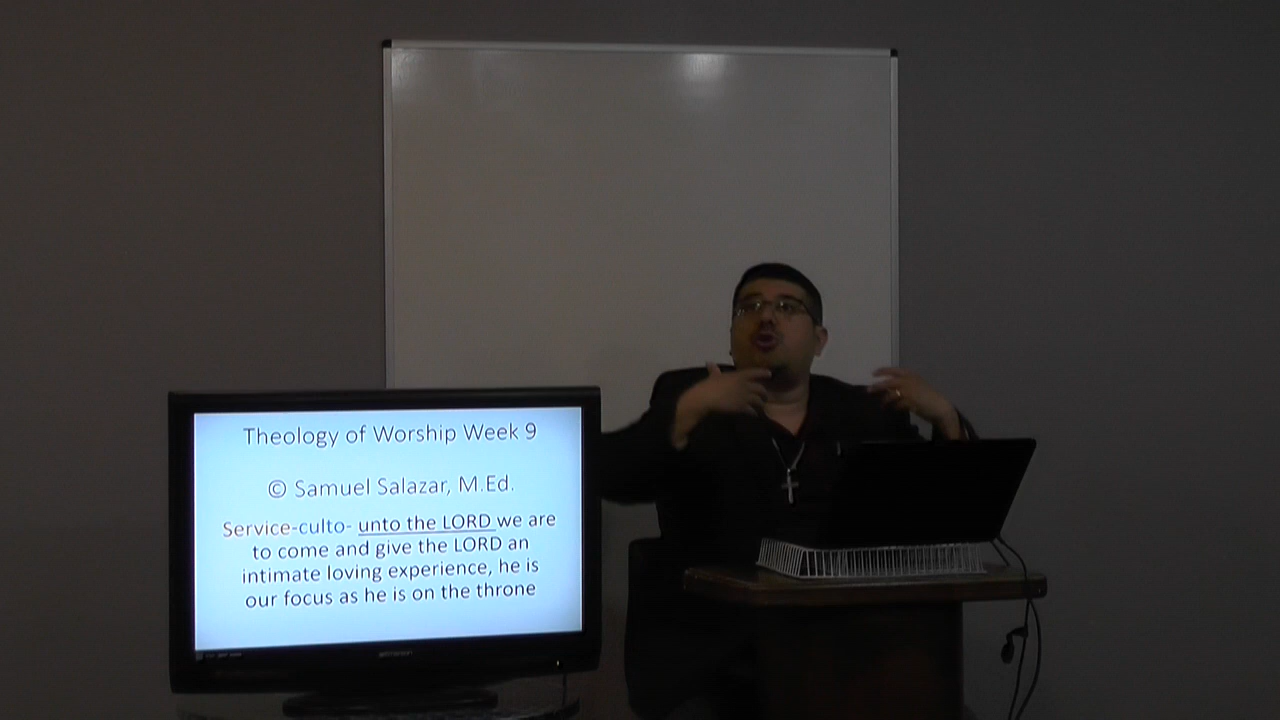 Theology of Worship Week 9
© Samuel Salazar, M.Ed.
Service-culto- unto the LORD we are
to come and give the LORD an
intimate loving experience, he is
our focus as he is on the throne